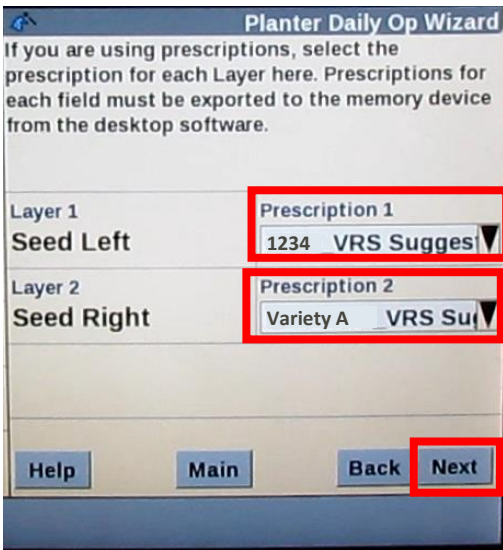 Planter Daily Op Wizard
If you are using prescriptions, select the
prescription for each Layer here. Prescriptions for
each field must be exported to the memory device
from the desktop software.
Layer 1
Prescription 1
Seed Left
1234 _VRS Sugges
Layer 2
Prescription 2
Seed Right
Variety A _VRS Su
Help
Main
Back
Next